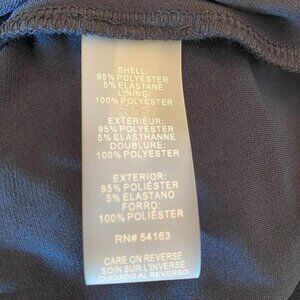 SHELL:
95% POLYESTER
5% ELASTANE
LINING:
100% POLYESTER
EXTÉRIEUR:
95% POLYESTER
5% ELASTHANNE
DOUBLURE:
100% POLYESTER
EXTERIOR:
95% POLIÉSTER
5% ELASTANO
FORRO:
100% POLIÉSTER
RN# 54163
CARE ON REVERSE
SOIN SUR L'INVERSE
CUIDADO AL REVERSO